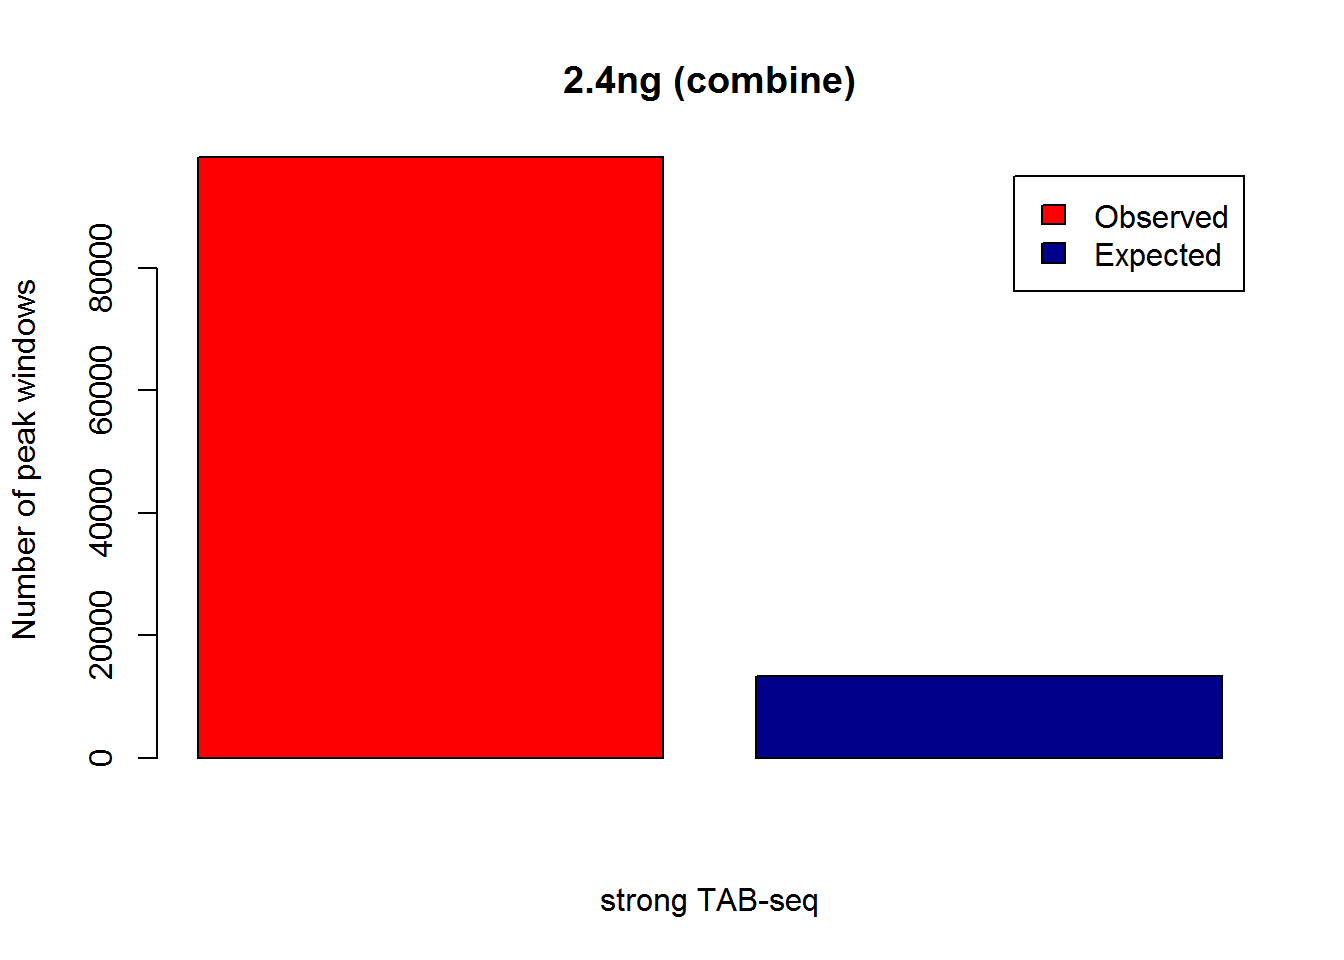 2.4ng (combine)
Observed
Expected
Number of peak windows
80000
60000
40000
20000
0
strong TAB-seq